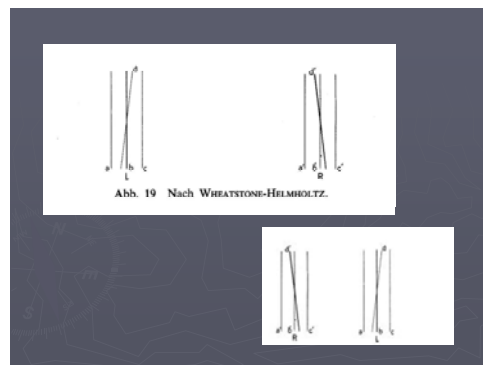 d d'
a b c a' b' c'
L R
Abb. 19 Nach WHEATSTONE-HELMHOLTZ.
N
m
S
d' d
a' b' c' a b c
R L